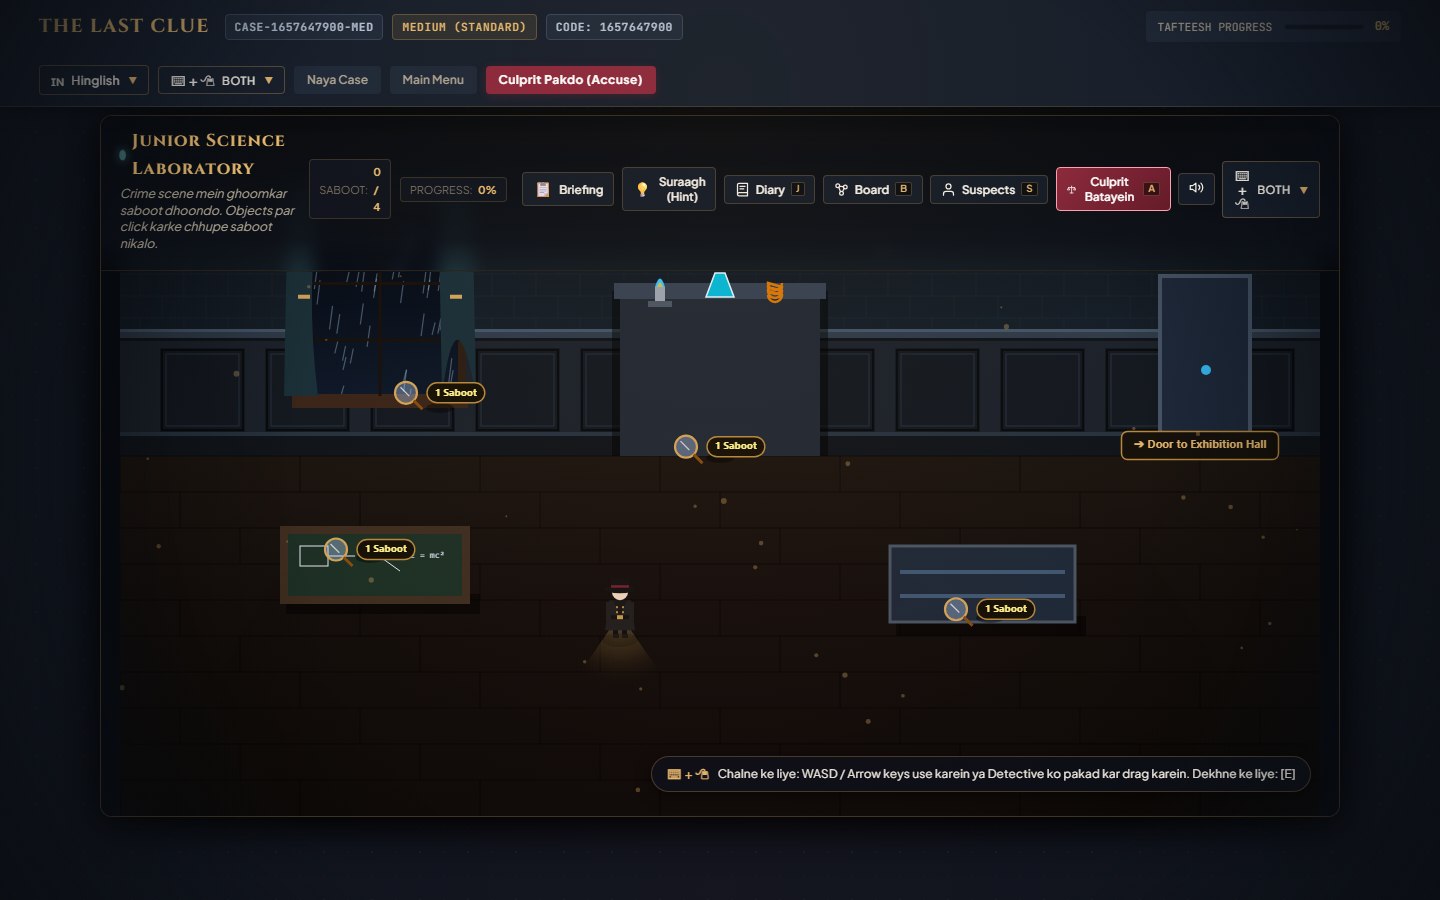 THE LAST CLUE
CASE-1657647900-MED
MEDIUM (STANDARD)
CODE: 1657647900
TAFTEESH PROGRESS
0%
IN Hinglish ▼
+ BOTH ▼
Naya Case
Main Menu
Culprit Pakdo (Accuse)
Junior Science
Laboratory
Crime scene mein ghoomkar
saboot dhoondo. Objects par
click karke chhupe saboot
nikalo.
SABOOT: 0 / 4
PROGRESS: 0%
Briefing
Suraagh
(Hint)
Diary J
Board B
Suspects S
Culprit
Batayein A
+ BOTH ▼
1 Saboot
1 Saboot
➔ Door to Exhibition Hall
1 Saboot
= mc²
1 Saboot
+ Chalne ke liye: WASD / Arrow keys use karein ya Detective ko pakad kar drag karein. Dekhne ke liye: [E]